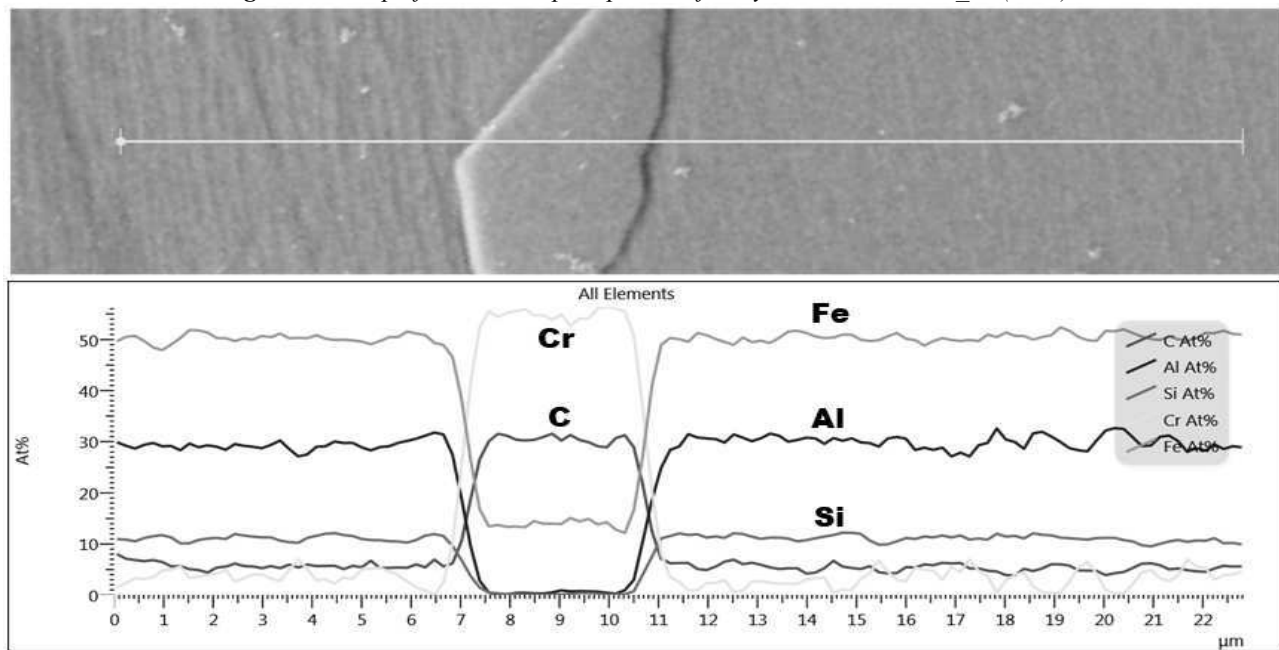 All Elements
Cr
Fe
C
Al
Si
C At%
Al At%
Si At%
Cr At%
Fe At%
At%
50
40
30
20
10
0
0 1 2 3 4 5 6 7 8 9 10 11 12 13 14 15 16 17 18 19 20 21 22
µm